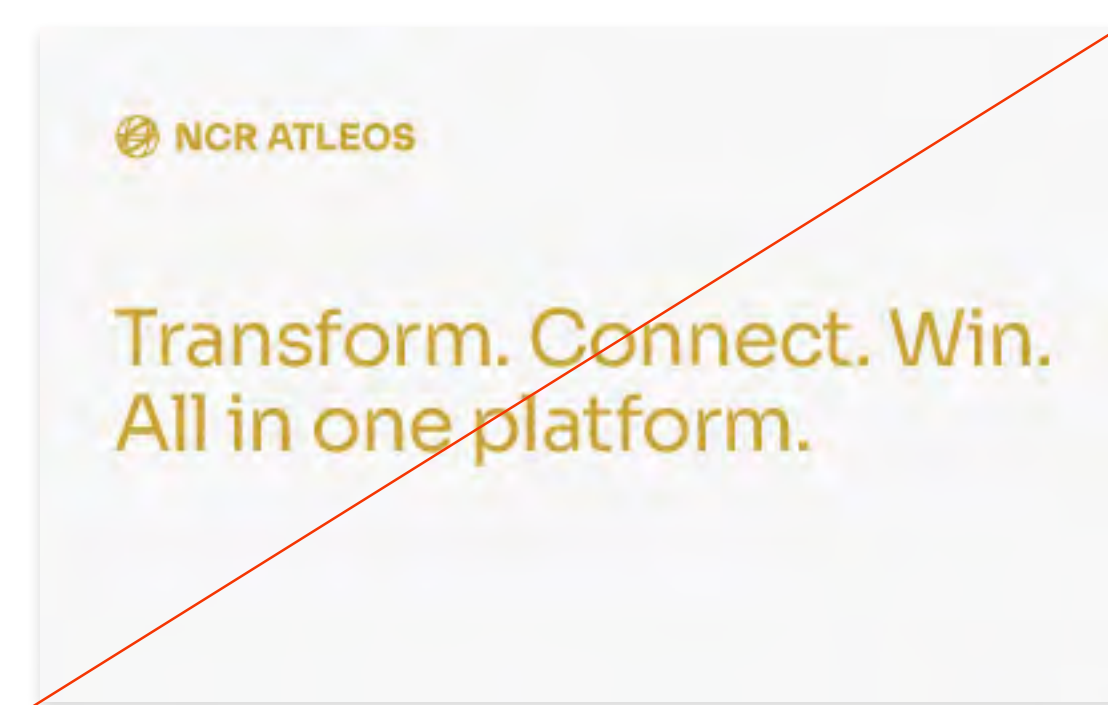 NCR ATLEOS
Transform. Connect. Win.
All in one platform.